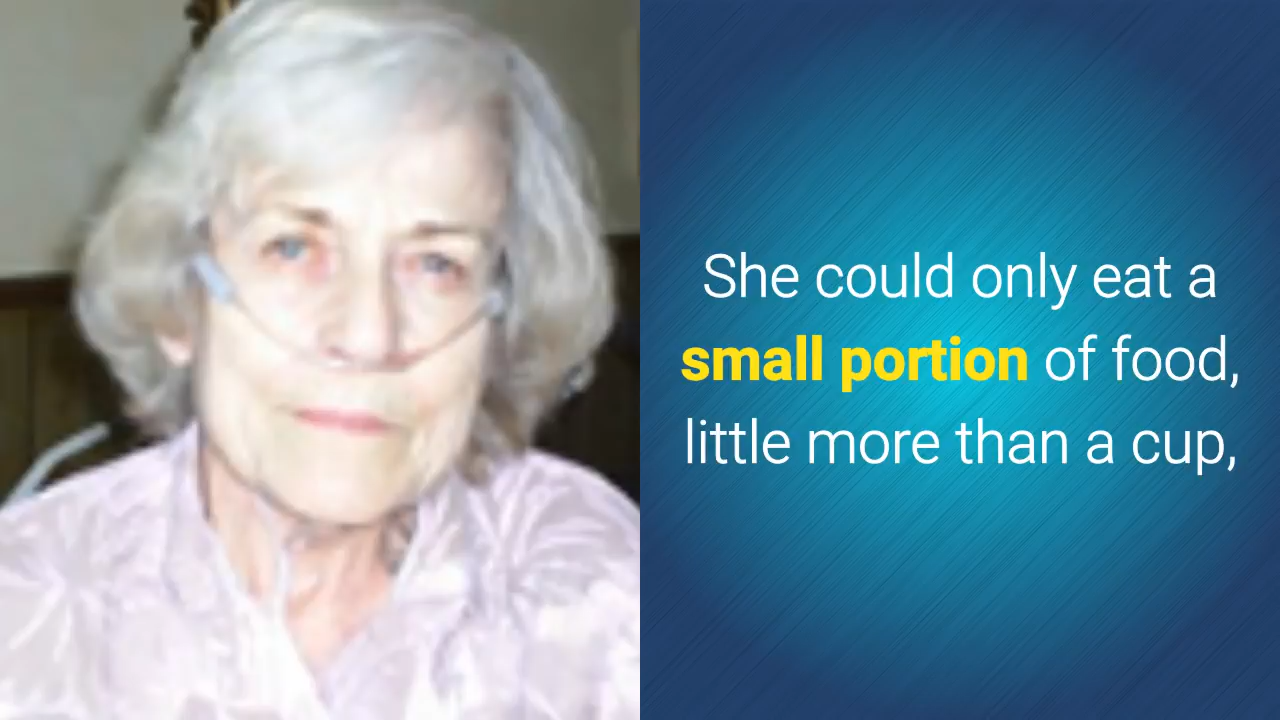 She could only eat a
small portion of food,
little more than a cup,